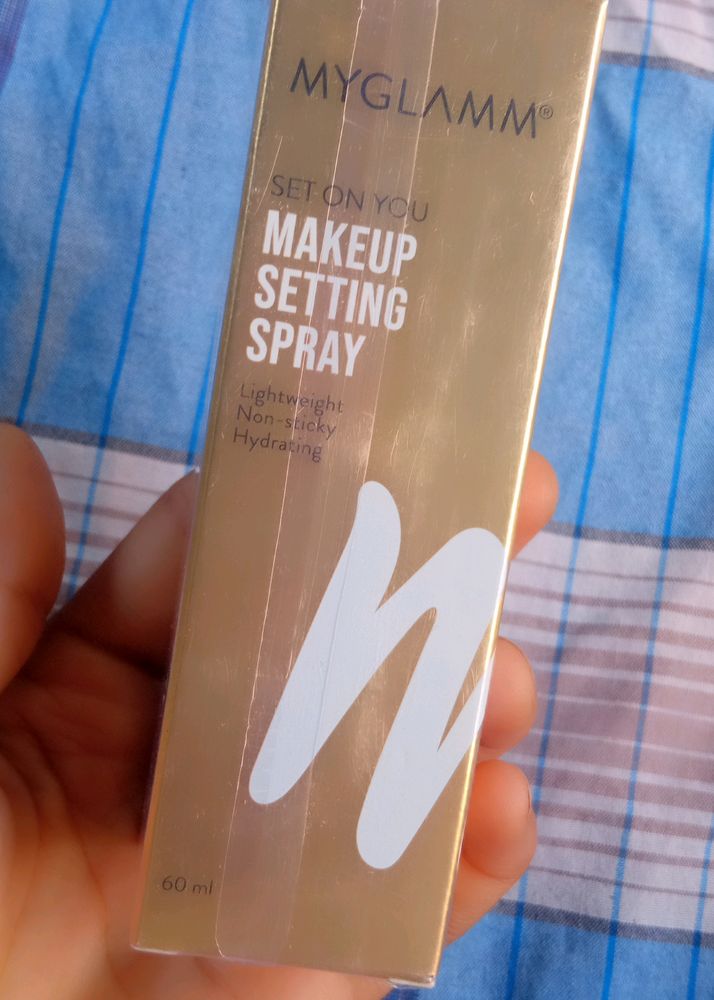 MYGLAMM®
SET ON YOU
MAKEUP
SETTING
SPRAY
Lightweight
Non-sticky
Hydrating
60 ml